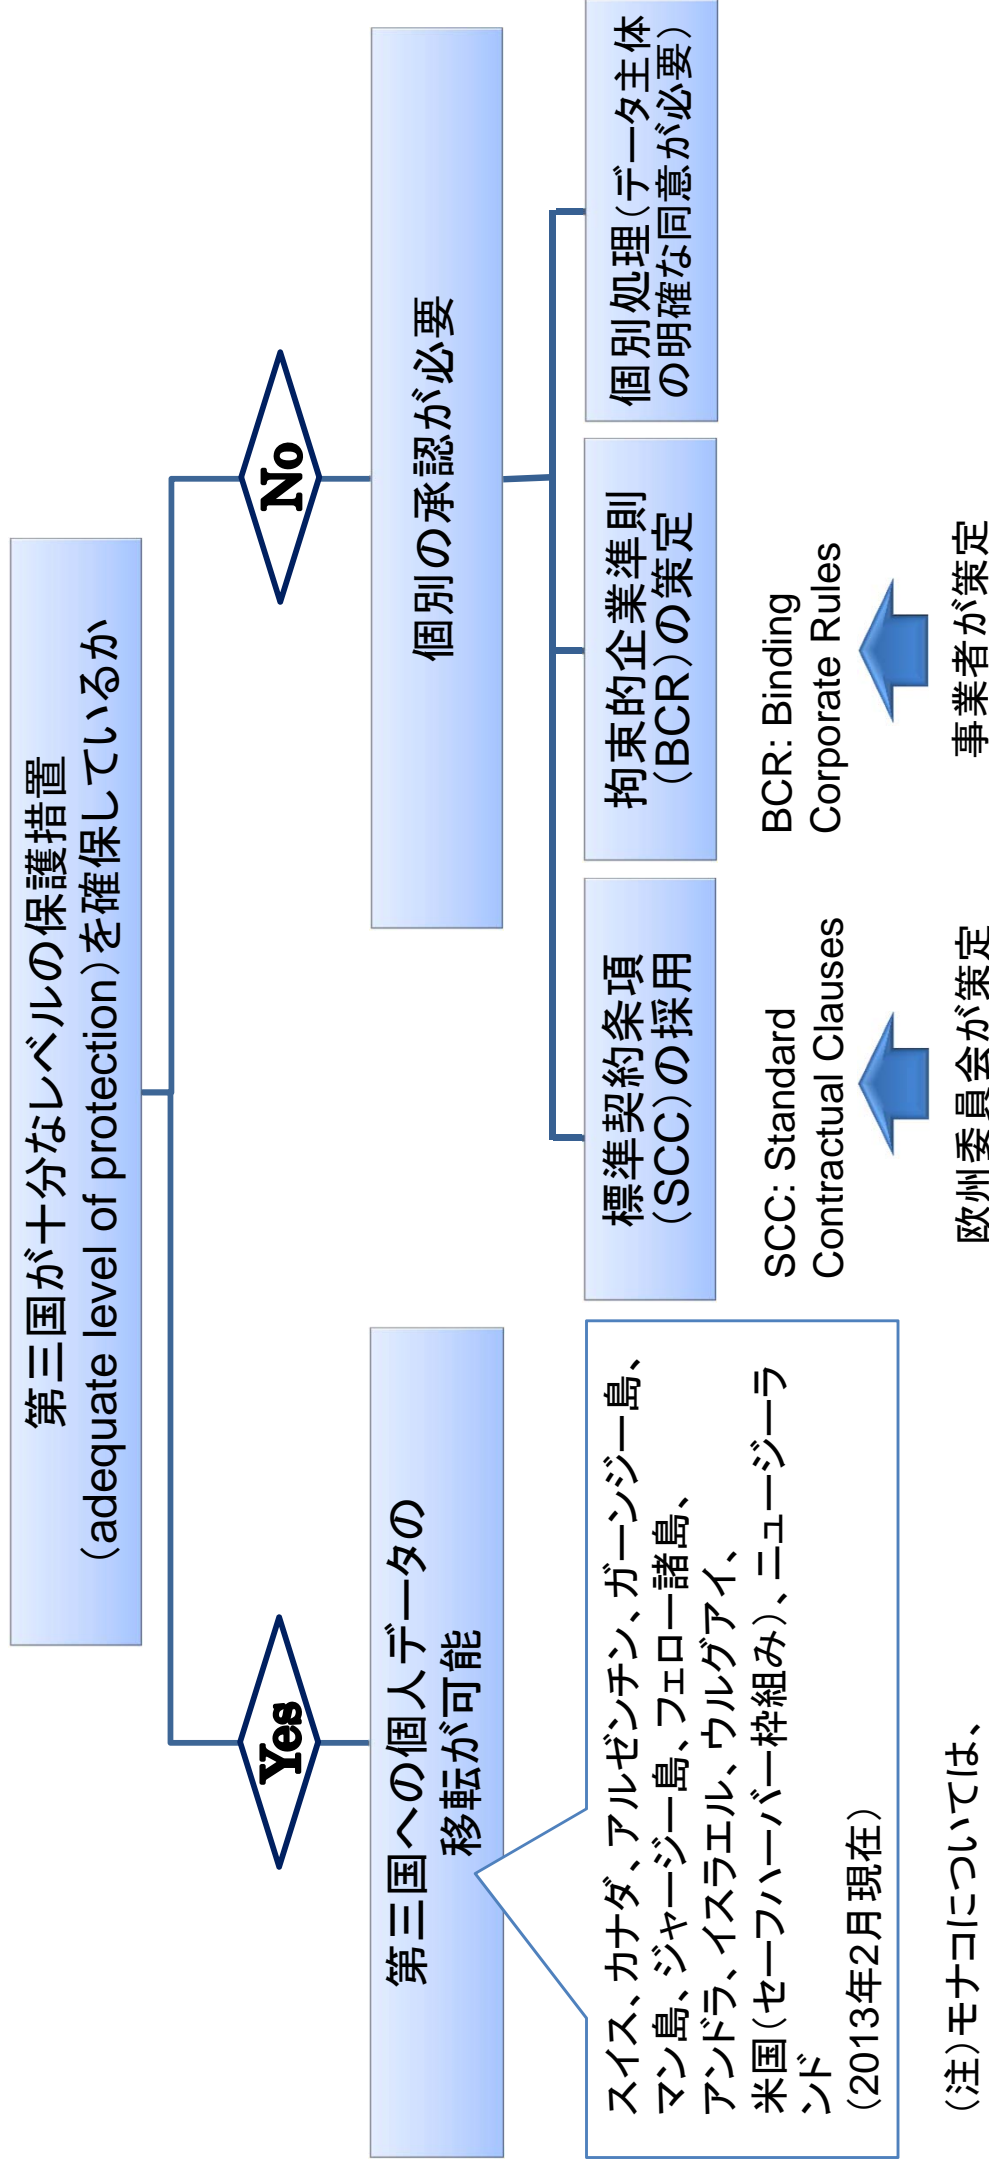 第三国が十分なレベルの保護措置
(adequate level of protection)を確保しているか
Yes
No
第三国への個人データの
移転が可能
個別の承認が必要
スイス、カナダ、アルゼンチン、ガーンジー島、
マン島、ジャージー島、フェロー諸島、
アンドラ、イスラエル、ウルグアイ、
米国(セーフハーバー枠組み)、ニュージーラ
ンド
(2013年2月現在)
標準契約条項
(SCC)の採用
拘束的企業準則
(BCR)の策定
個別処理(データ主体
の明確な同意が必要)
SCC: Standard
Contractual Clauses
BCR: Binding
Corporate Rules
欧州委員会が策定
事業者が策定
(注)モナコについては、